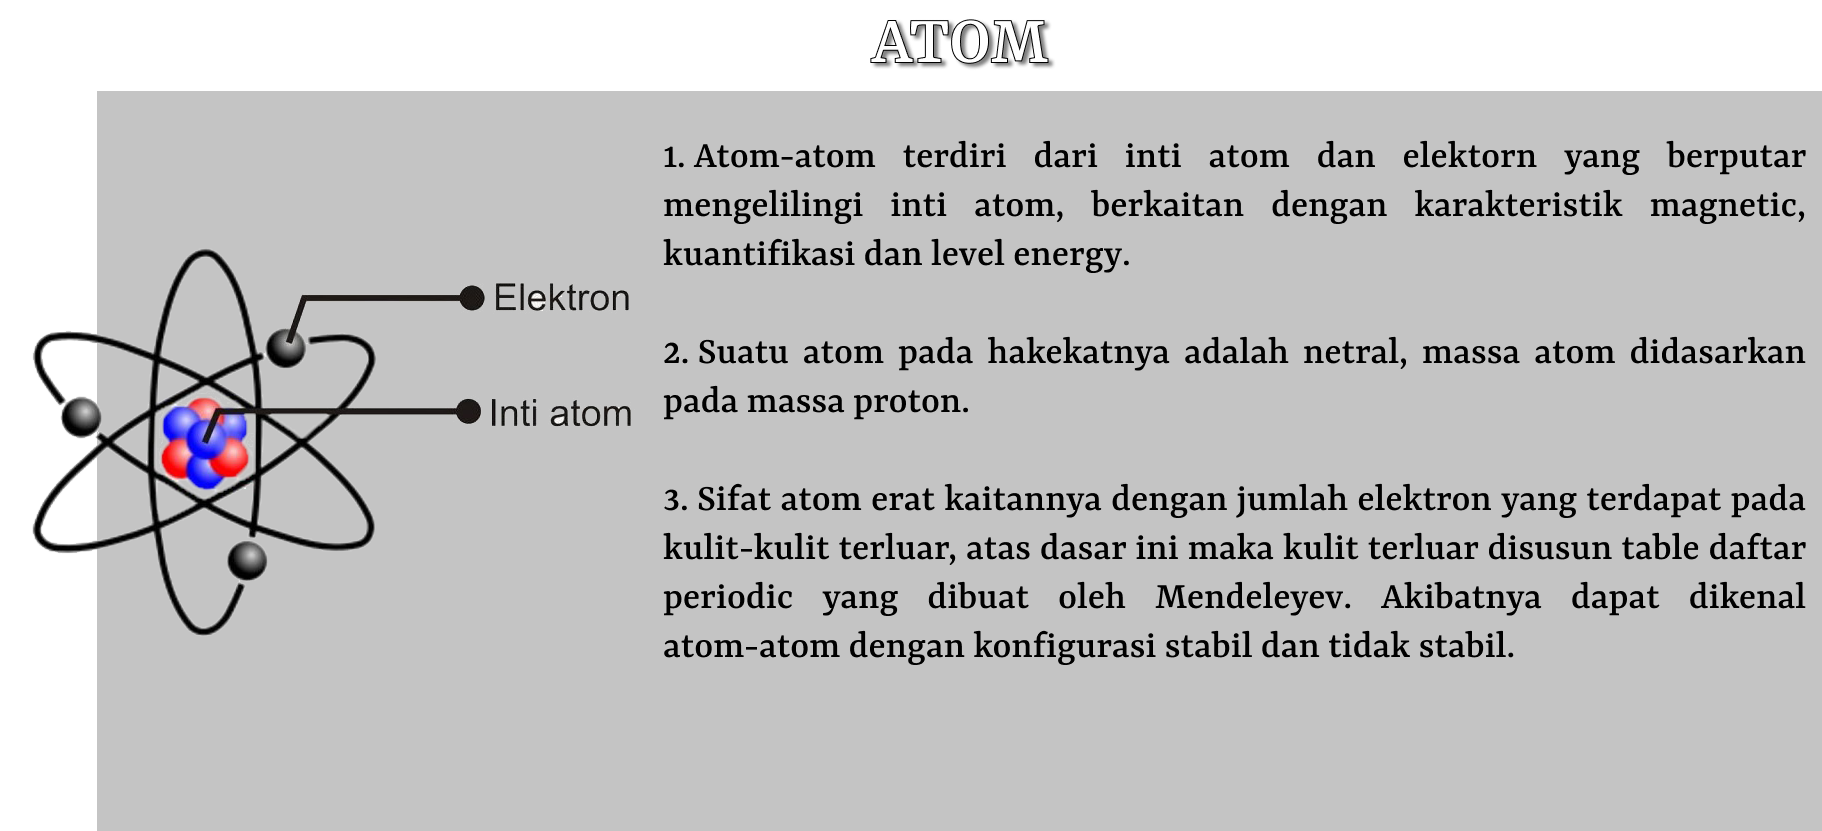 ATOM
1. Atom-atom terdiri dari inti atom dan elektorn yang berputar
mengelilingi inti atom, berkaitan dengan karakteristik magnetic,
kuantifikasi dan level energy.
Elektron
Inti atom
2. Suatu atom pada hakekatnya adalah netral, massa atom didasarkan
pada massa proton.
3. Sifat atom erat kaitannya dengan jumlah elektron yang terdapat pada
kulit-kulit terluar, atas dasar ini maka kulit terluar disusun table daftar
periodic yang dibuat oleh Mendeleyev. Akibatnya dapat dikenal
atom-atom dengan konfigurasi stabil dan tidak stabil.